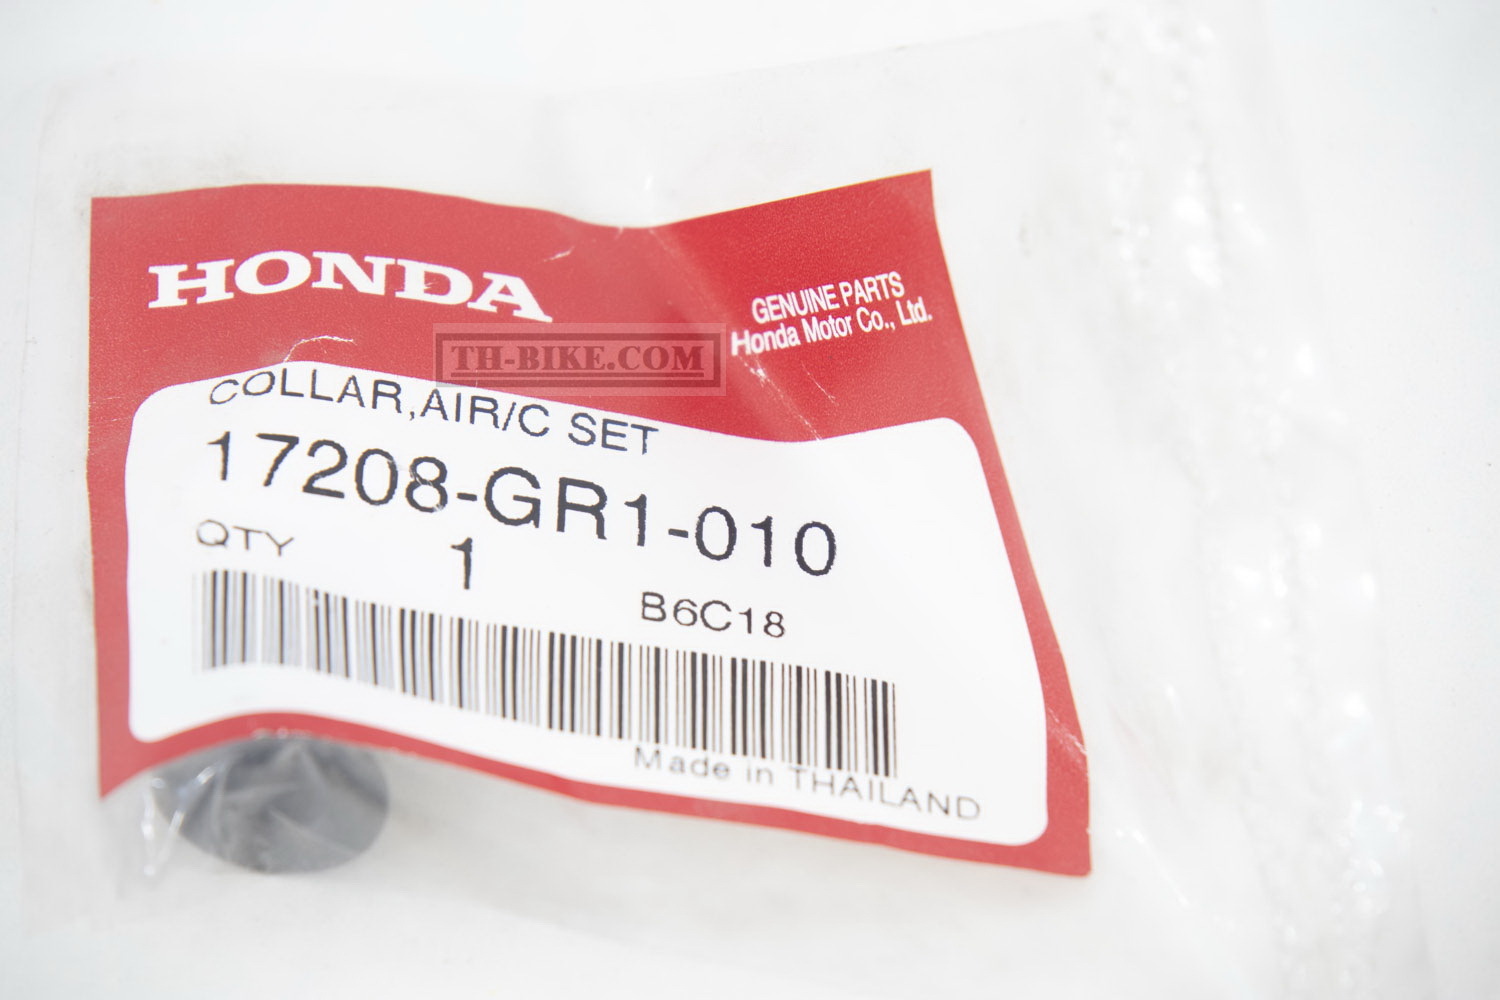 HONDA
GENUINE PARTS
Honda Motor Co., Ltd.
TH-BIKE.COM
COLLAR,AIR/C SET
17208-GR1-010
QTY 1
B6C18
Made in THAILAND